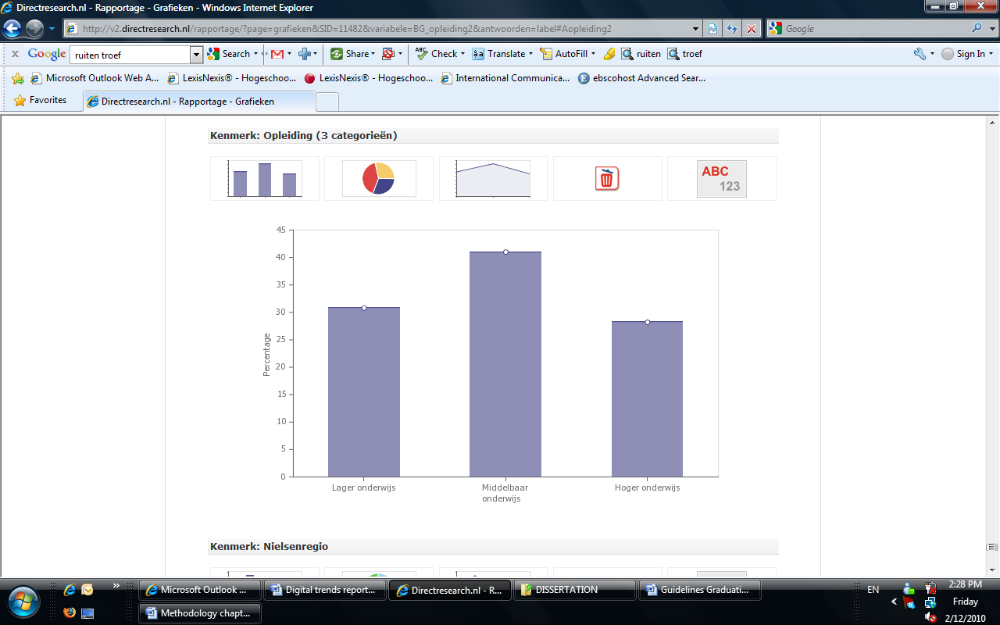 Directresearch.nl - Rapportage - Grafieken - Windows Internet Explorer
http://v2.directresearch.nl/rapportage/?page=grafieken&SID=11482&variabele=BG_opleiding2&antwoorden=label#Aopleiding2
Google
x Google ruiten troef Search Share Check Translate AutoFill ruiten troef Sign In
Microsoft Outlook Web A... LexisNexis® - Hogeschoo... LexisNexis® - Hogeschoo... International Communica... ebscohost Advanced Sear...
Favorites Directresearch.nl - Rapportage - Grafieken
Kenmerk: Opleiding (3 categorieën)
ABC
123
45
40
35
30
25
20
15
10
5
0
Percentage
Lager onderwijs
Middelbaar
onderwijs
Hoger onderwijs
Kenmerk: Nielsenregio
Microsoft Outlook ... Digital trends report... Directresearch.nl - R... DISSERTATION Guidelines Graduati...
Methodology chapt...
EN
2:28 PM
Friday
2/12/2010